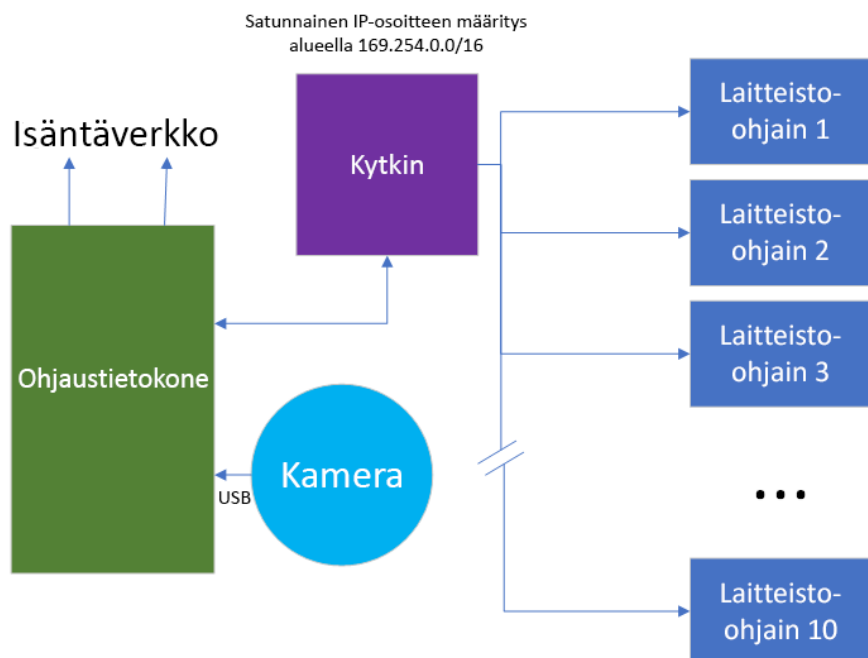 Satunnainen IP-osoitteen määritys
alueella 169.254.0.0/16
Isäntäverkko
Kytkin
Laitteisto-
ohjain 1
Laitteisto-
ohjain 2
Laitteisto-
ohjain 3
Ohjaustietokone
Kamera
USB
...
Laitteisto-
ohjain 10